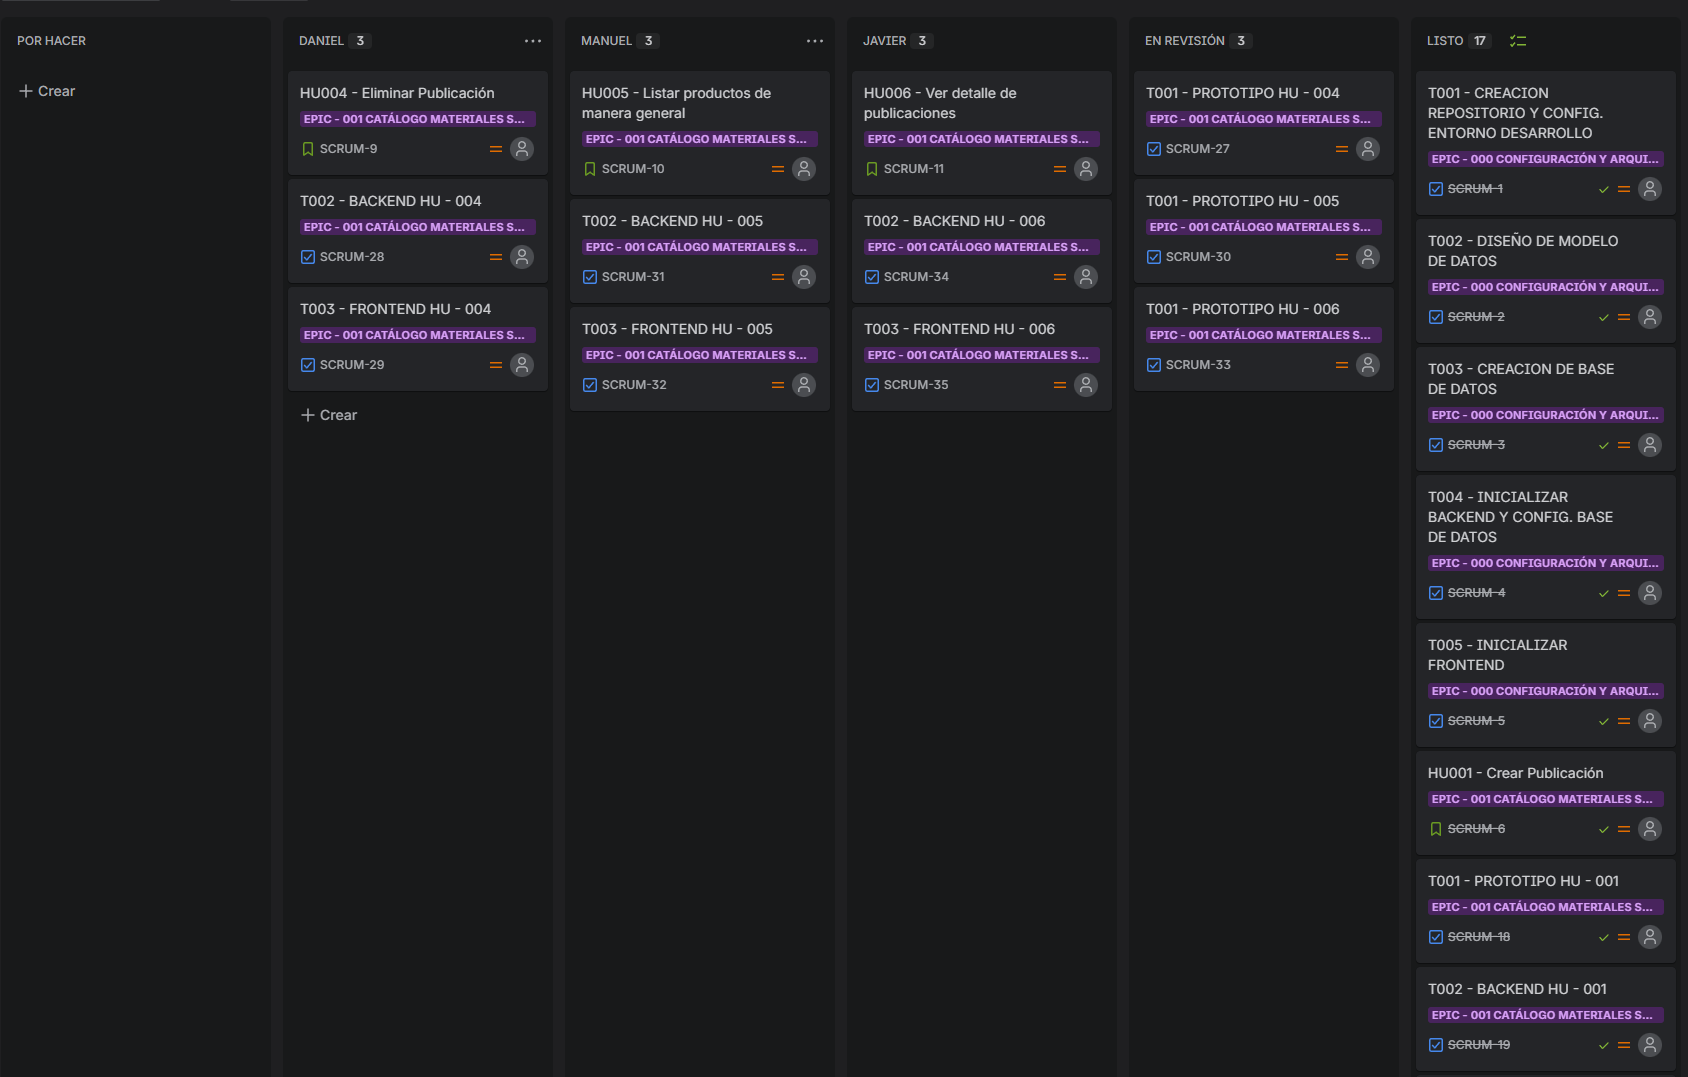 POR HACER
Crear
DANIEL 3
HU004 - Eliminar Publicación
EPIC - 001 CATÁLOGO MATERIALES S...
SCRUM-9
T002 - BACKEND HU - 004
EPIC - 001 CATÁLOGO MATERIALES S...
SCRUM-28
T003 - FRONTEND HU - 004
EPIC - 001 CATÁLOGO MATERIALES S...
SCRUM-29
Crear
MANUEL 3
HU005 - Listar productos de
manera general
EPIC - 001 CATÁLOGO MATERIALES S...
SCRUM-10
T002 - BACKEND HU - 005
EPIC - 001 CATÁLOGO MATERIALES S...
SCRUM-31
T003 - FRONTEND HU - 005
EPIC - 001 CATÁLOGO MATERIALES S...
SCRUM-32
JAVIER 3
HU006 - Ver detalle de
publicaciones
EPIC - 001 CATÁLOGO MATERIALES S...
SCRUM-11
T002 - BACKEND HU - 006
EPIC - 001 CATÁLOGO MATERIALES S...
SCRUM-34
T003 - FRONTEND HU - 006
EPIC - 001 CATÁLOGO MATERIALES S...
SCRUM-35
EN REVISIÓN 3
T001 - PROTOTIPO HU - 004
EPIC - 001 CATÁLOGO MATERIALES S...
SCRUM-27
T001 - PROTOTIPO HU - 005
EPIC - 001 CATÁLOGO MATERIALES S...
SCRUM-30
T001 - PROTOTIPO HU - 006
EPIC - 001 CATÁLOGO MATERIALES S...
SCRUM-33
LISTO 17
T001 - CREACION
REPOSITORIO Y CONFIG.
ENTORNO DESARROLLO
EPIC - 000 CONFIGURACIÓN Y ARQUI...
SCRUM-1
T002 - DISEÑO DE MODELO
DE DATOS
EPIC - 000 CONFIGURACIÓN Y ARQUI...
SCRUM-2
T003 - CREACION DE BASE
DE DATOS
EPIC - 000 CONFIGURACIÓN Y ARQUI...
SCRUM-3
T004 - INICIALIZAR
BACKEND Y CONFIG. BASE
DE DATOS
EPIC - 000 CONFIGURACIÓN Y ARQUI...
SCRUM-4
T005 - INICIALIZAR
FRONTEND
EPIC - 000 CONFIGURACIÓN Y ARQUI...
SCRUM-5
HU001 - Crear Publicación
EPIC - 001 CATÁLOGO MATERIALES S...
SCRUM-6
T001 - PROTOTIPO HU - 001
EPIC - 001 CATÁLOGO MATERIALES S...
SCRUM-18
T002 - BACKEND HU - 001
EPIC - 001 CATÁLOGO MATERIALES S...
SCRUM-19